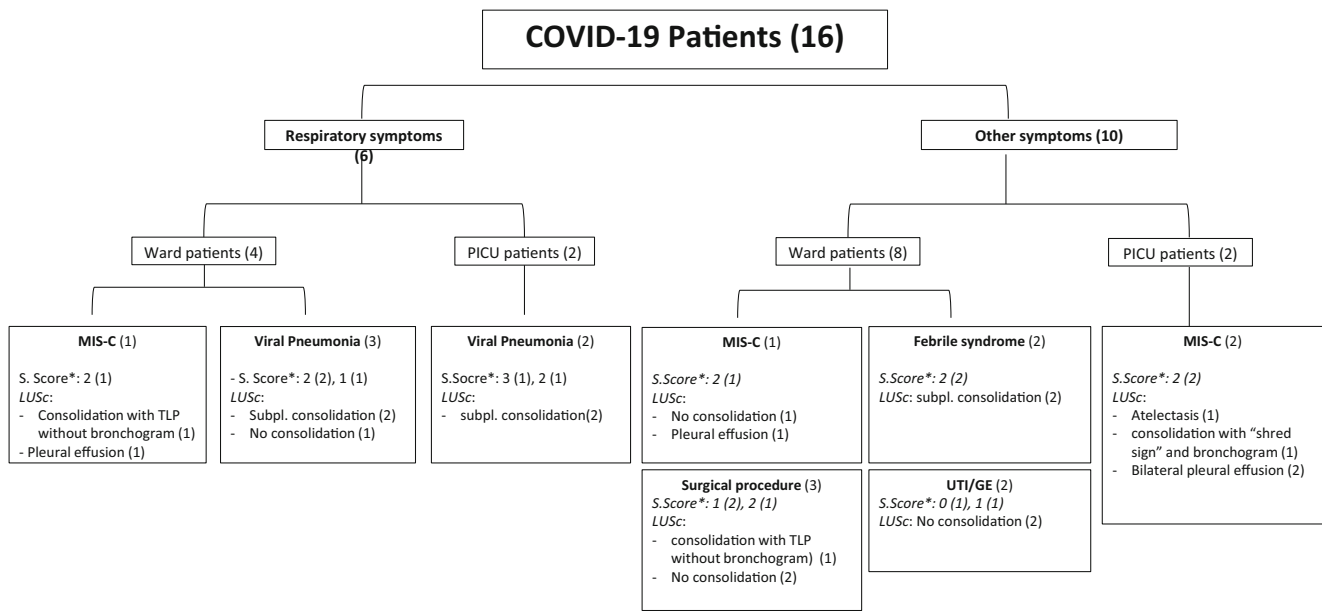 COVID-19 Patients (16)
Respiratory symptoms
(6)
Other symptoms (10)
Ward patients (4)
PICU patients (2)
Ward patients (8)
PICU patients (2)
MIS-C (1)
S. Score*: 2 (1)
LUSc:
- Consolidation with TLP
without bronchogram (1)
- Pleural effusion (1)
Viral Pneumonia (3)
- S. Score*: 2 (2), 1 (1)
LUSc:
- Subpl. consolidation (2)
- No consolidation (1)
Viral Pneumonia (2)
S.Socre*: 3 (1), 2 (1)
LUSc:
- subpl. consolidation(2)
MIS-C (1)
S.Score*: 2 (1)
LUSc:
- No consolidation (1)
- Pleural effusion (1)
Febrile syndrome (2)
S.Score*: 2 (2)
LUSc: subpl. consolidation (2)
MIS-C (2)
S.Score*: 2 (2)
LUSc:
- Atelectasis (1)
- consolidation with “shred
sign” and bronchogram (1)
- Bilateral pleural effusion (2)
Surgical procedure (3)
S.Score*: 1 (2), 2 (1)
LUSc:
- consolidation with TLP
without bronchogram) (1)
- No consolidation (2)
UTI/GE (2)
S.Score*: 0 (1), 1 (1)
LUSc: No consolidation (2)